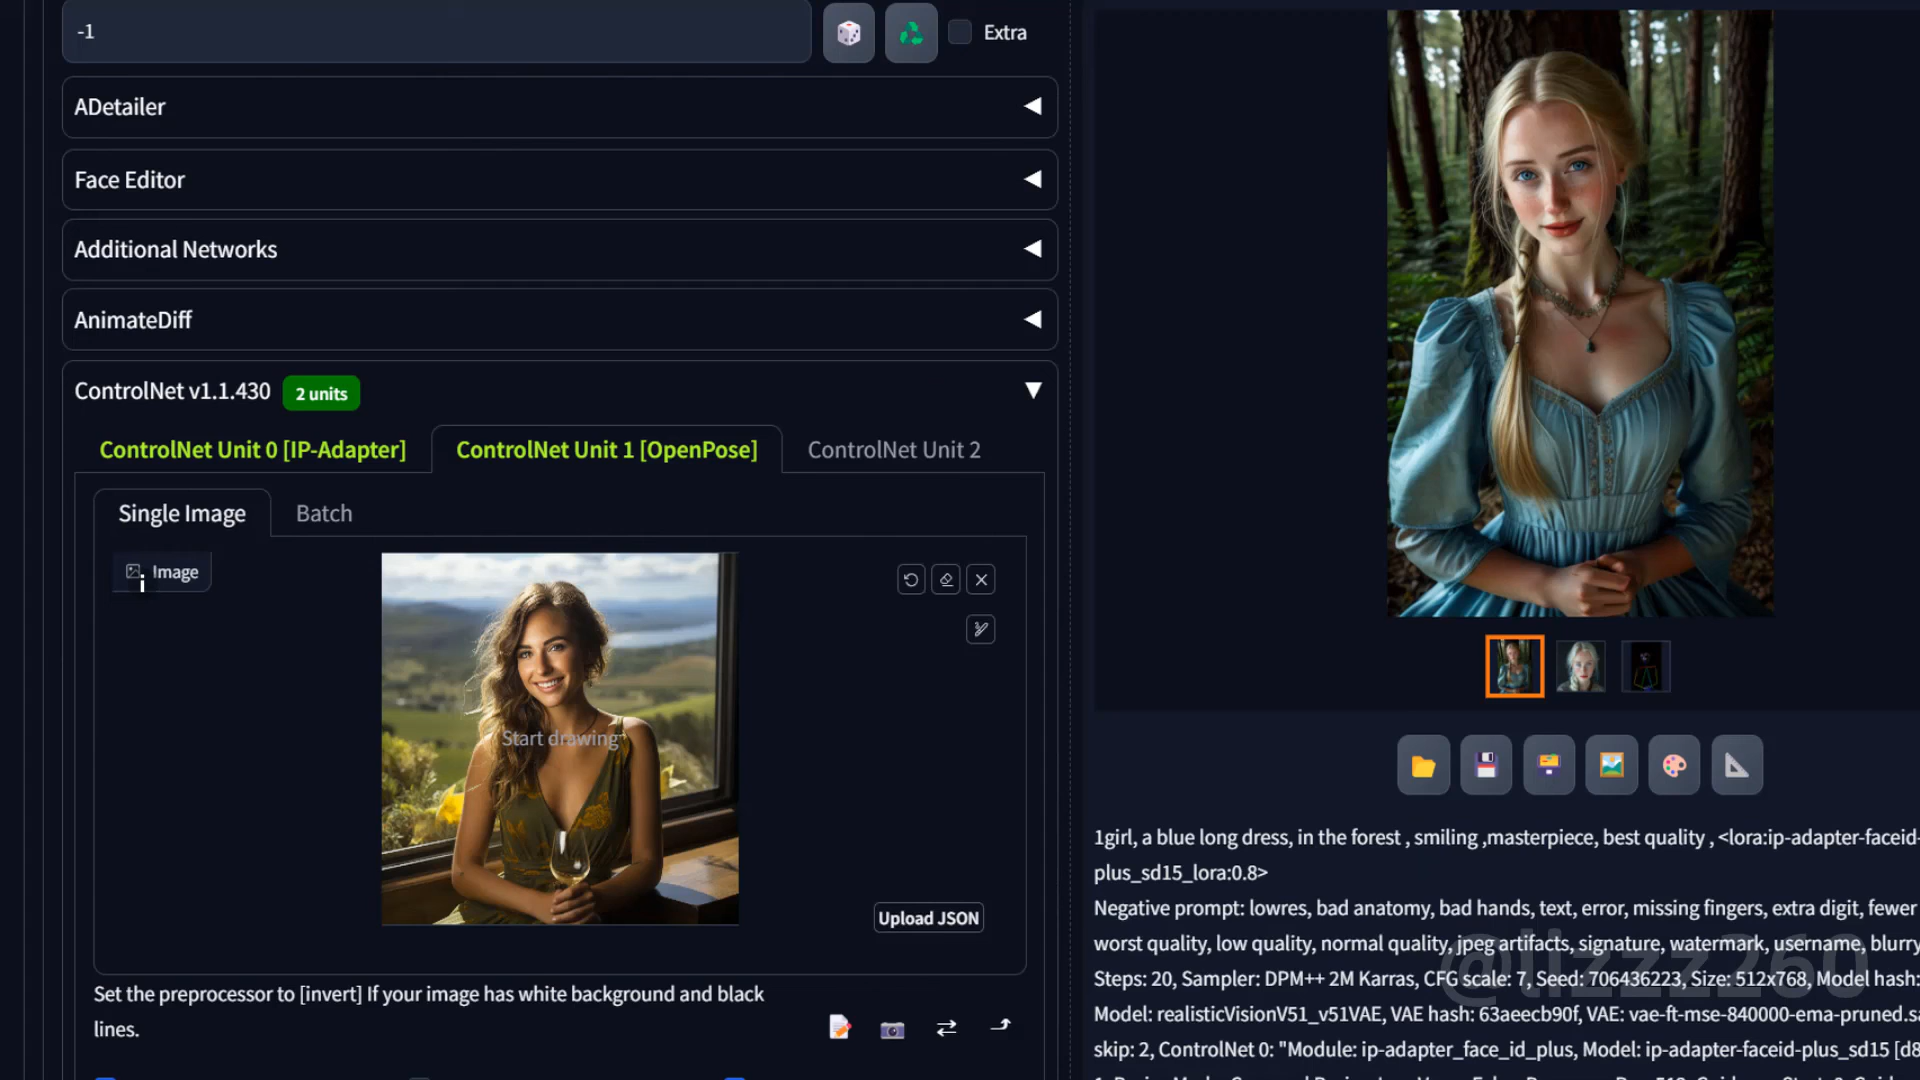 -1
Extra
ADetailer
Face Editor
Additional Networks
AnimateDiff
ControlNet v1.1.430 2 units
ControlNet Unit 0 [IP-Adapter] ControlNet Unit 1 [OpenPose] ControlNet Unit 2
Single Image Batch
Image
Start drawing
Upload JSON
Set the preprocessor to [invert] If your image has white background and black
lines.
1girl, a blue long dress, in the forest , smiling ,masterpiece, best quality , <lora:ip-adapter-faceid-
plus_sd15_lora:0.8>
Negative prompt: lowres, bad anatomy, bad hands, text, error, missing fingers, extra digit, fewer
worst quality, low quality, normal quality, jpeg artifacts, signature, watermark, username, blurry
Steps: 20, Sampler: DPM++ 2M Karras, CFG scale: 7, Seed: 706436223, Size: 512x768, Model hash:
Model: realisticVisionV51_v51VAE, VAE hash: 63aeecb90f, VAE: vae-ft-mse-840000-ema-pruned.sa
skip: 2, ControlNet 0: "Module: ip-adapter_face_id_plus, Model: ip-adapter-faceid-plus_sd15 [d8
@lizzz260